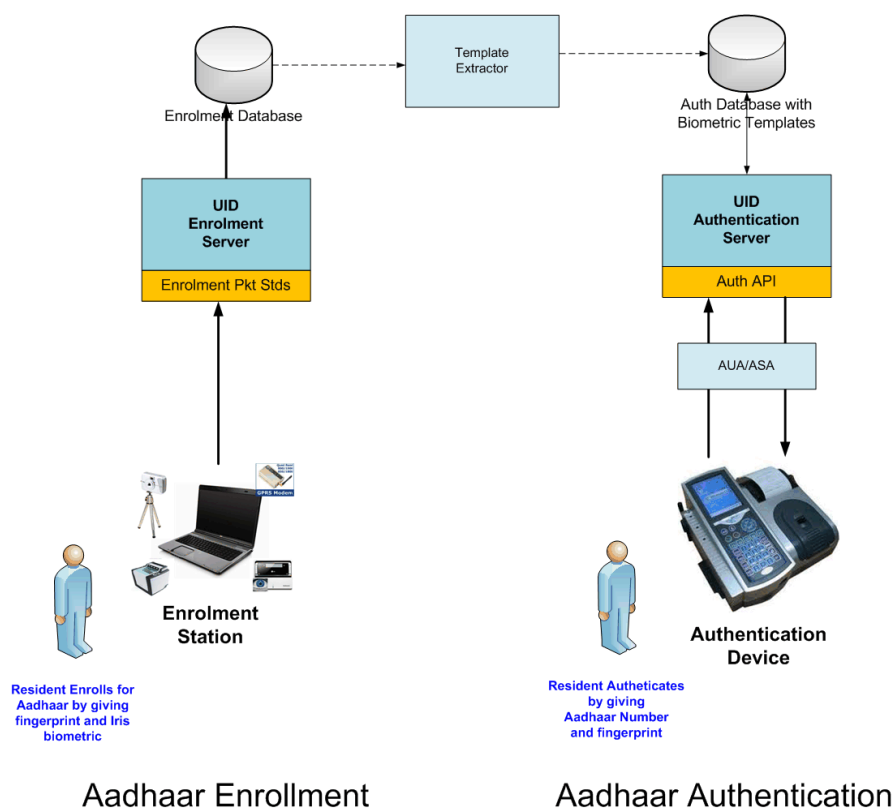 Template
Extractor
Enrolment Database
Auth Database with
Biometric Templates
UID
Enrolment
Server
Enrolment Pkt Stds
UID
Authentication
Server
Auth API
AUA/ASA
GPRS Modem
Enrolment
Station
Authentication
Device
Resident Enrolls for
Aadhaar by giving
fingerprint and Iris
biometric
Resident Autheticates
by giving
Aadhaar Number
and fingerprint
Aadhaar Enrollment
Aadhaar Authentication